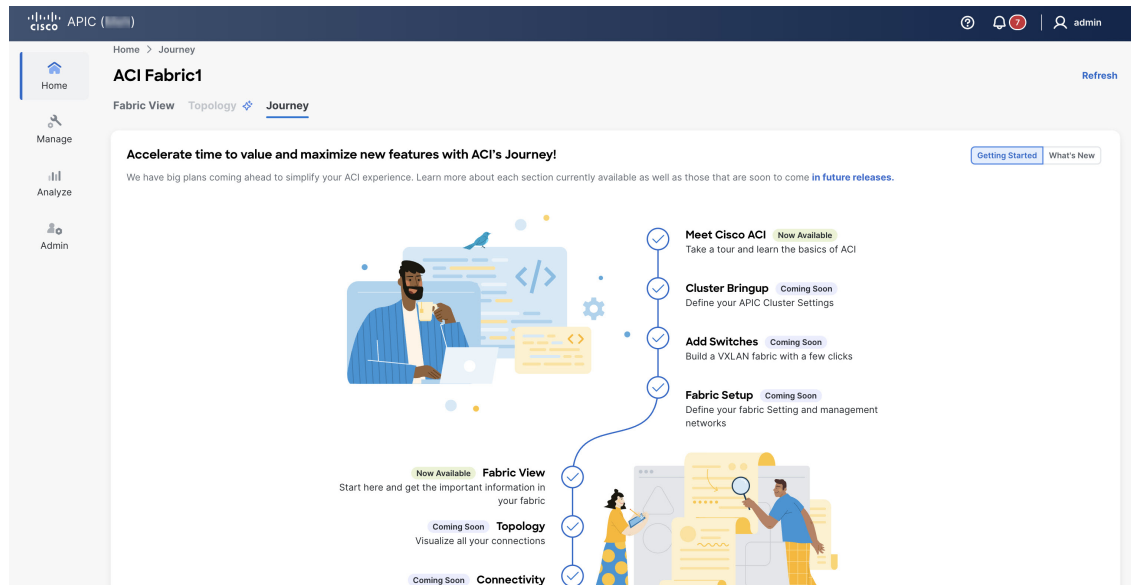 CISCO APIC ( )
7
admin
Home > Journey
ACI Fabric1
Refresh
Home
Manage
Analyze
Admin
Fabric View Topology Journey
Accelerate time to value and maximize new features with ACI's Journey!
Getting Started What's New
We have big plans coming ahead to simplify your ACI experience. Learn more about each section currently available as well as those that are soon to come in future releases.
Meet Cisco ACI Now Available
Take a tour and learn the basics of ACI
Cluster Bringup Coming Soon
Define your APIC Cluster Settings
Add Switches Coming Soon
Build a VXLAN fabric with a few clicks
Fabric Setup Coming Soon
Define your fabric Setting and management
networks
Now Available Fabric View
Start here and get the important information in
your fabric
Coming Soon Topology
Visualize all your connections
Coming Soon Connectivity